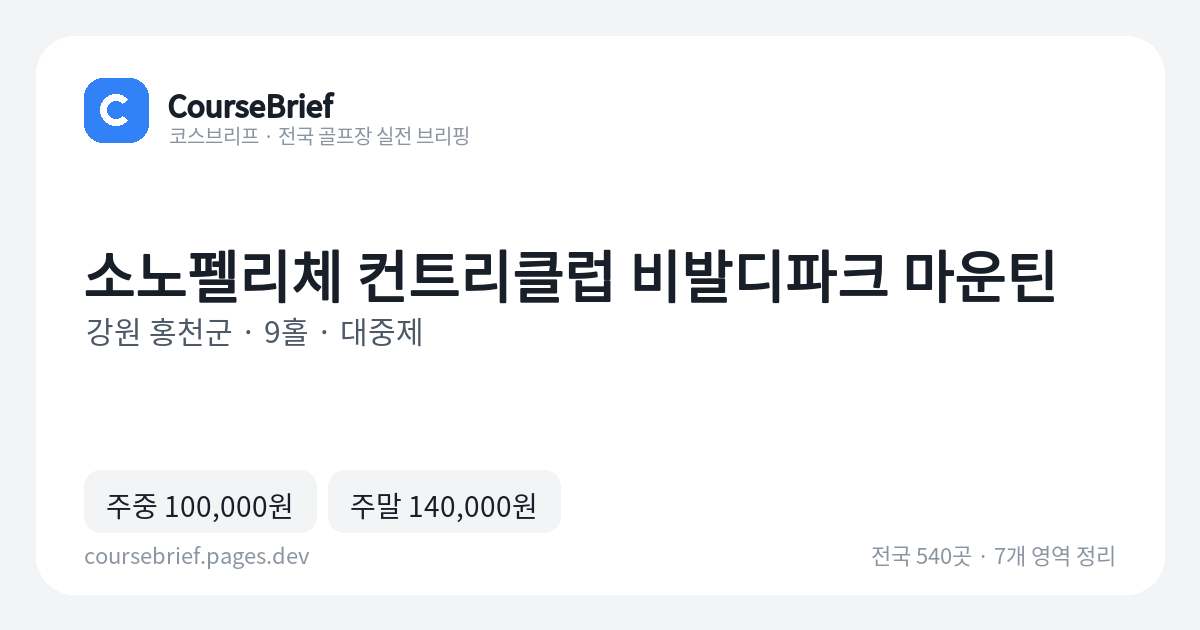 CourseBrief
코스브리프 · 전국 골프장 실전 브리핑
소노펠리체 컨트리클럽 비발디파크 마운틴
강원 홍천군 · 9홀 · 대중제
주중 100,000원 주말 140,000원
coursebrief.pages.dev 전국 540곳 · 7개 영역 정리